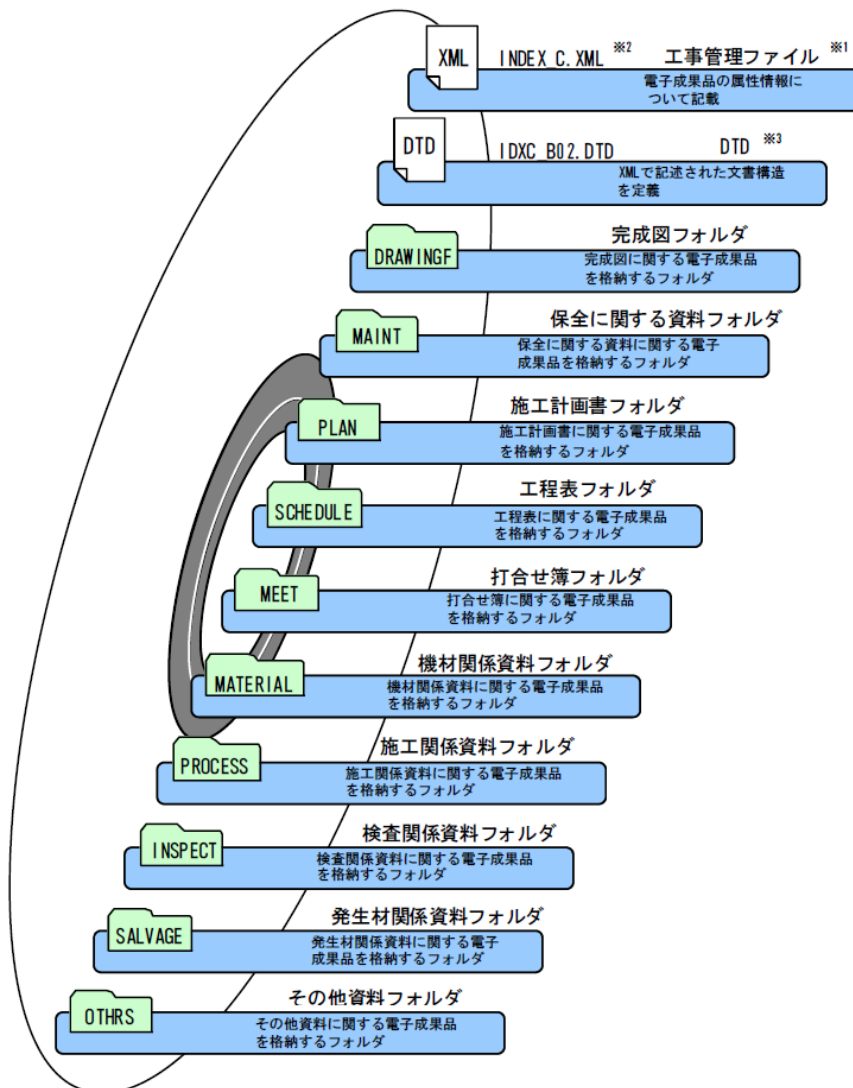 XML INDEX_C.XML ※2 工事管理ファイル ※1
電子成果品の属性情報に
ついて記載
DTD IDXC_B02.DTD DTD ※3
XMLで記述された文書構造
を定義
完成図フォルダ
DRAWINGF
完成図に関する電子成果品
を格納するフォルダ
保全に関する資料フォルダ
MAINT
保全に関する資料に関する電子
成果品を格納するフォルダ
施工計画書フォルダ
PLAN
施工計画書に関する電子成果品
を格納するフォルダ
工程表フォルダ
SCHEDULE
工程表に関する電子成果品
を格納するフォルダ
打合せ簿フォルダ
MEET
打合せ簿に関する電子成果品
を格納するフォルダ
機材関係資料フォルダ
MATERIAL
機材関係資料に関する電子成果品
を格納するフォルダ
施工関係資料フォルダ
PROCESS
施工関係資料に関する電子成果品
を格納するフォルダ
検査関係資料フォルダ
INSPECT
検査関係資料に関する電子成果品
を格納するフォルダ
発生材関係資料フォルダ
SALVAGE
発生材関係資料に関する電子
成果品を格納するフォルダ
その他資料フォルダ
OTHRS
その他資料に関する電子成果品
を格納するフォルダ